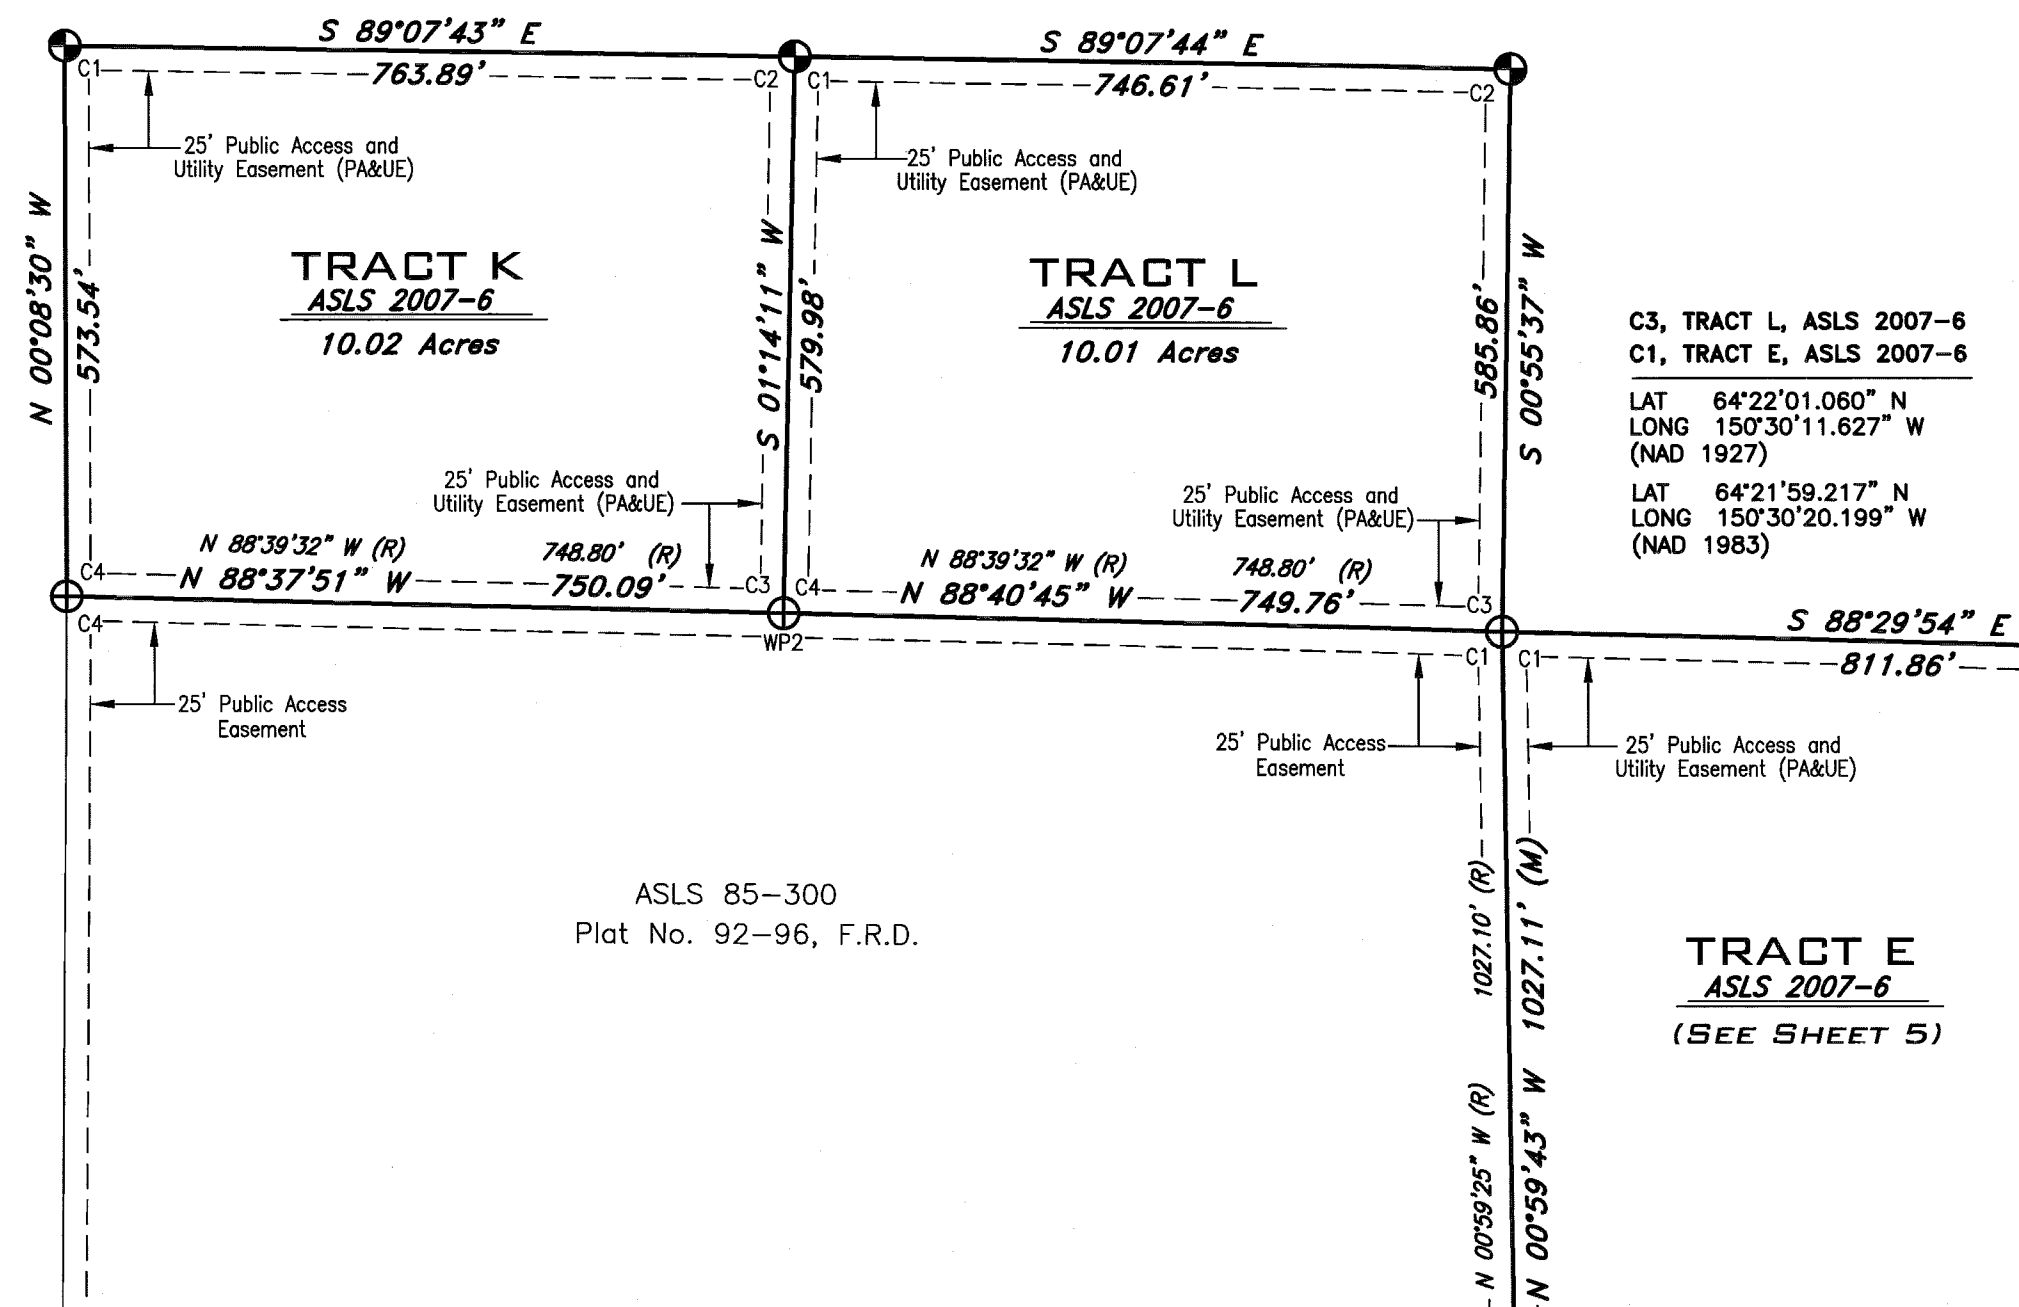 S 89°07'43" E
763.89'
S 89°07'44" E
746.61'
C1
C2
C1
C2
25' Public Access and
Utility Easement (PA&UE)
25' Public Access and
Utility Easement (PA&UE)
N 00°08'30" W
573.54'
TRACT K
ASLS 2007-6
10.02 Acres
S 01°14'11" W
579.98'
TRACT L
ASLS 2007-6
10.01 Acres
585.86'
S 00°55'37" W
C3, TRACT L, ASLS 2007-6
C1, TRACT E, ASLS 2007-6
LAT 64°22'01.060" N
LONG 150°30'11.627" W
(NAD 1927)
LAT 64°21'59.217" N
LONG 150°30'20.199" W
(NAD 1983)
25' Public Access and
Utility Easement (PA&UE)
25' Public Access and
Utility Easement (PA&UE)
N 88°39'32" W (R) 748.80' (R)
C4 N 88°37'51" W 750.09' C3
N 88°39'32" W (R) 748.80' (R)
C4 N 88°40'45" W 749.76' C3
C4
WP2
C1
C1
S 88°29'54" E
811.86'
25' Public Access
Easement
25' Public Access
Easement
25' Public Access and
Utility Easement (PA&UE)
ASLS 85-300
Plat No. 92-96, F.R.D.
N 00°59'25" W (R) 1027.10' (R)
N 00°59'43" W 1027.11' (M)
TRACT E
ASLS 2007-6
(SEE SHEET 5)